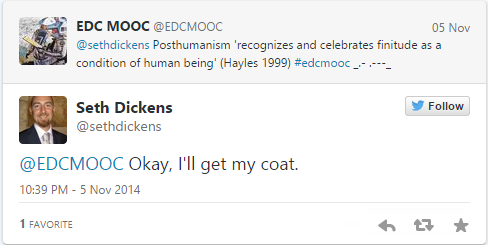 EDC MOOC @EDCMOOC 05 Nov
@sethdickens Posthumanism 'recognizes and celebrates finitude as a
condition of human being' (Hayles 1999) #edcmooc _.- .---_
Seth Dickens
@sethdickens
Follow
@EDCMOOC Okay, I'll get my coat.
10:39 PM - 5 Nov 2014
1 FAVORITE